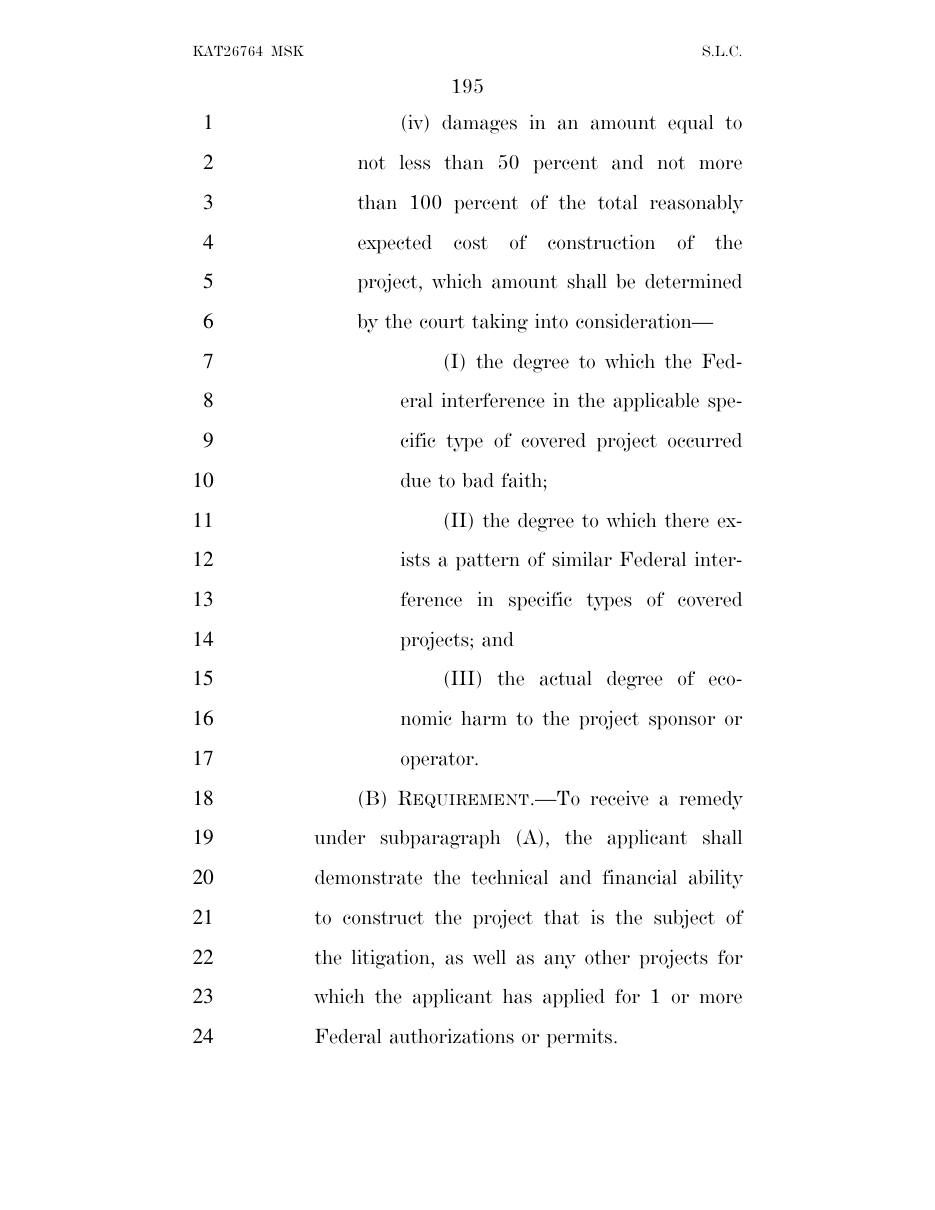 KAT26764 MSK S.L.C.
195
1 (iv) damages in an amount equal to
2 not less than 50 percent and not more
3 than 100 percent of the total reasonably
4 expected cost of construction of the
5 project, which amount shall be determined
6 by the court taking into consideration—
7 (I) the degree to which the Fed-
8 eral interference in the applicable spe-
9 cific type of covered project occurred
10 due to bad faith;
11 (II) the degree to which there ex-
12 ists a pattern of similar Federal inter-
13 ference in specific types of covered
14 projects; and
15 (III) the actual degree of eco-
16 nomic harm to the project sponsor or
17 operator.
18 (B) REQUIREMENT.—To receive a remedy
19 under subparagraph (A), the applicant shall
20 demonstrate the technical and financial ability
21 to construct the project that is the subject of
22 the litigation, as well as any other projects for
23 which the applicant has applied for 1 or more
24 Federal authorizations or permits.